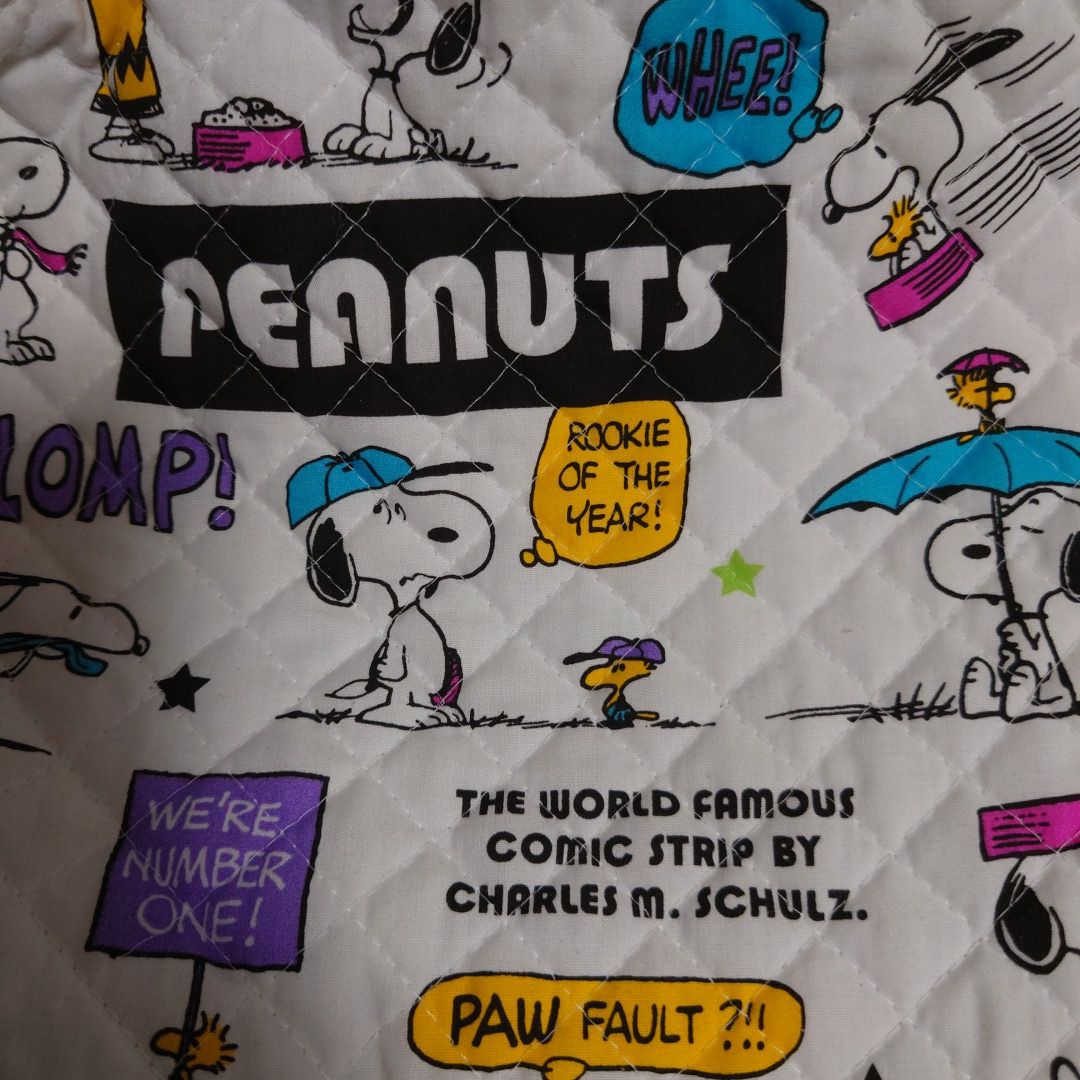 WHEE!
PEANUTS
LOMP!
ROOKIE
OF THE
YEAR!
WE'RE
NUMBER
ONE!
THE WORLD FAMOUS
COMIC STRIP BY
CHARLES M. SCHULZ.
PAW FAULT ?!!